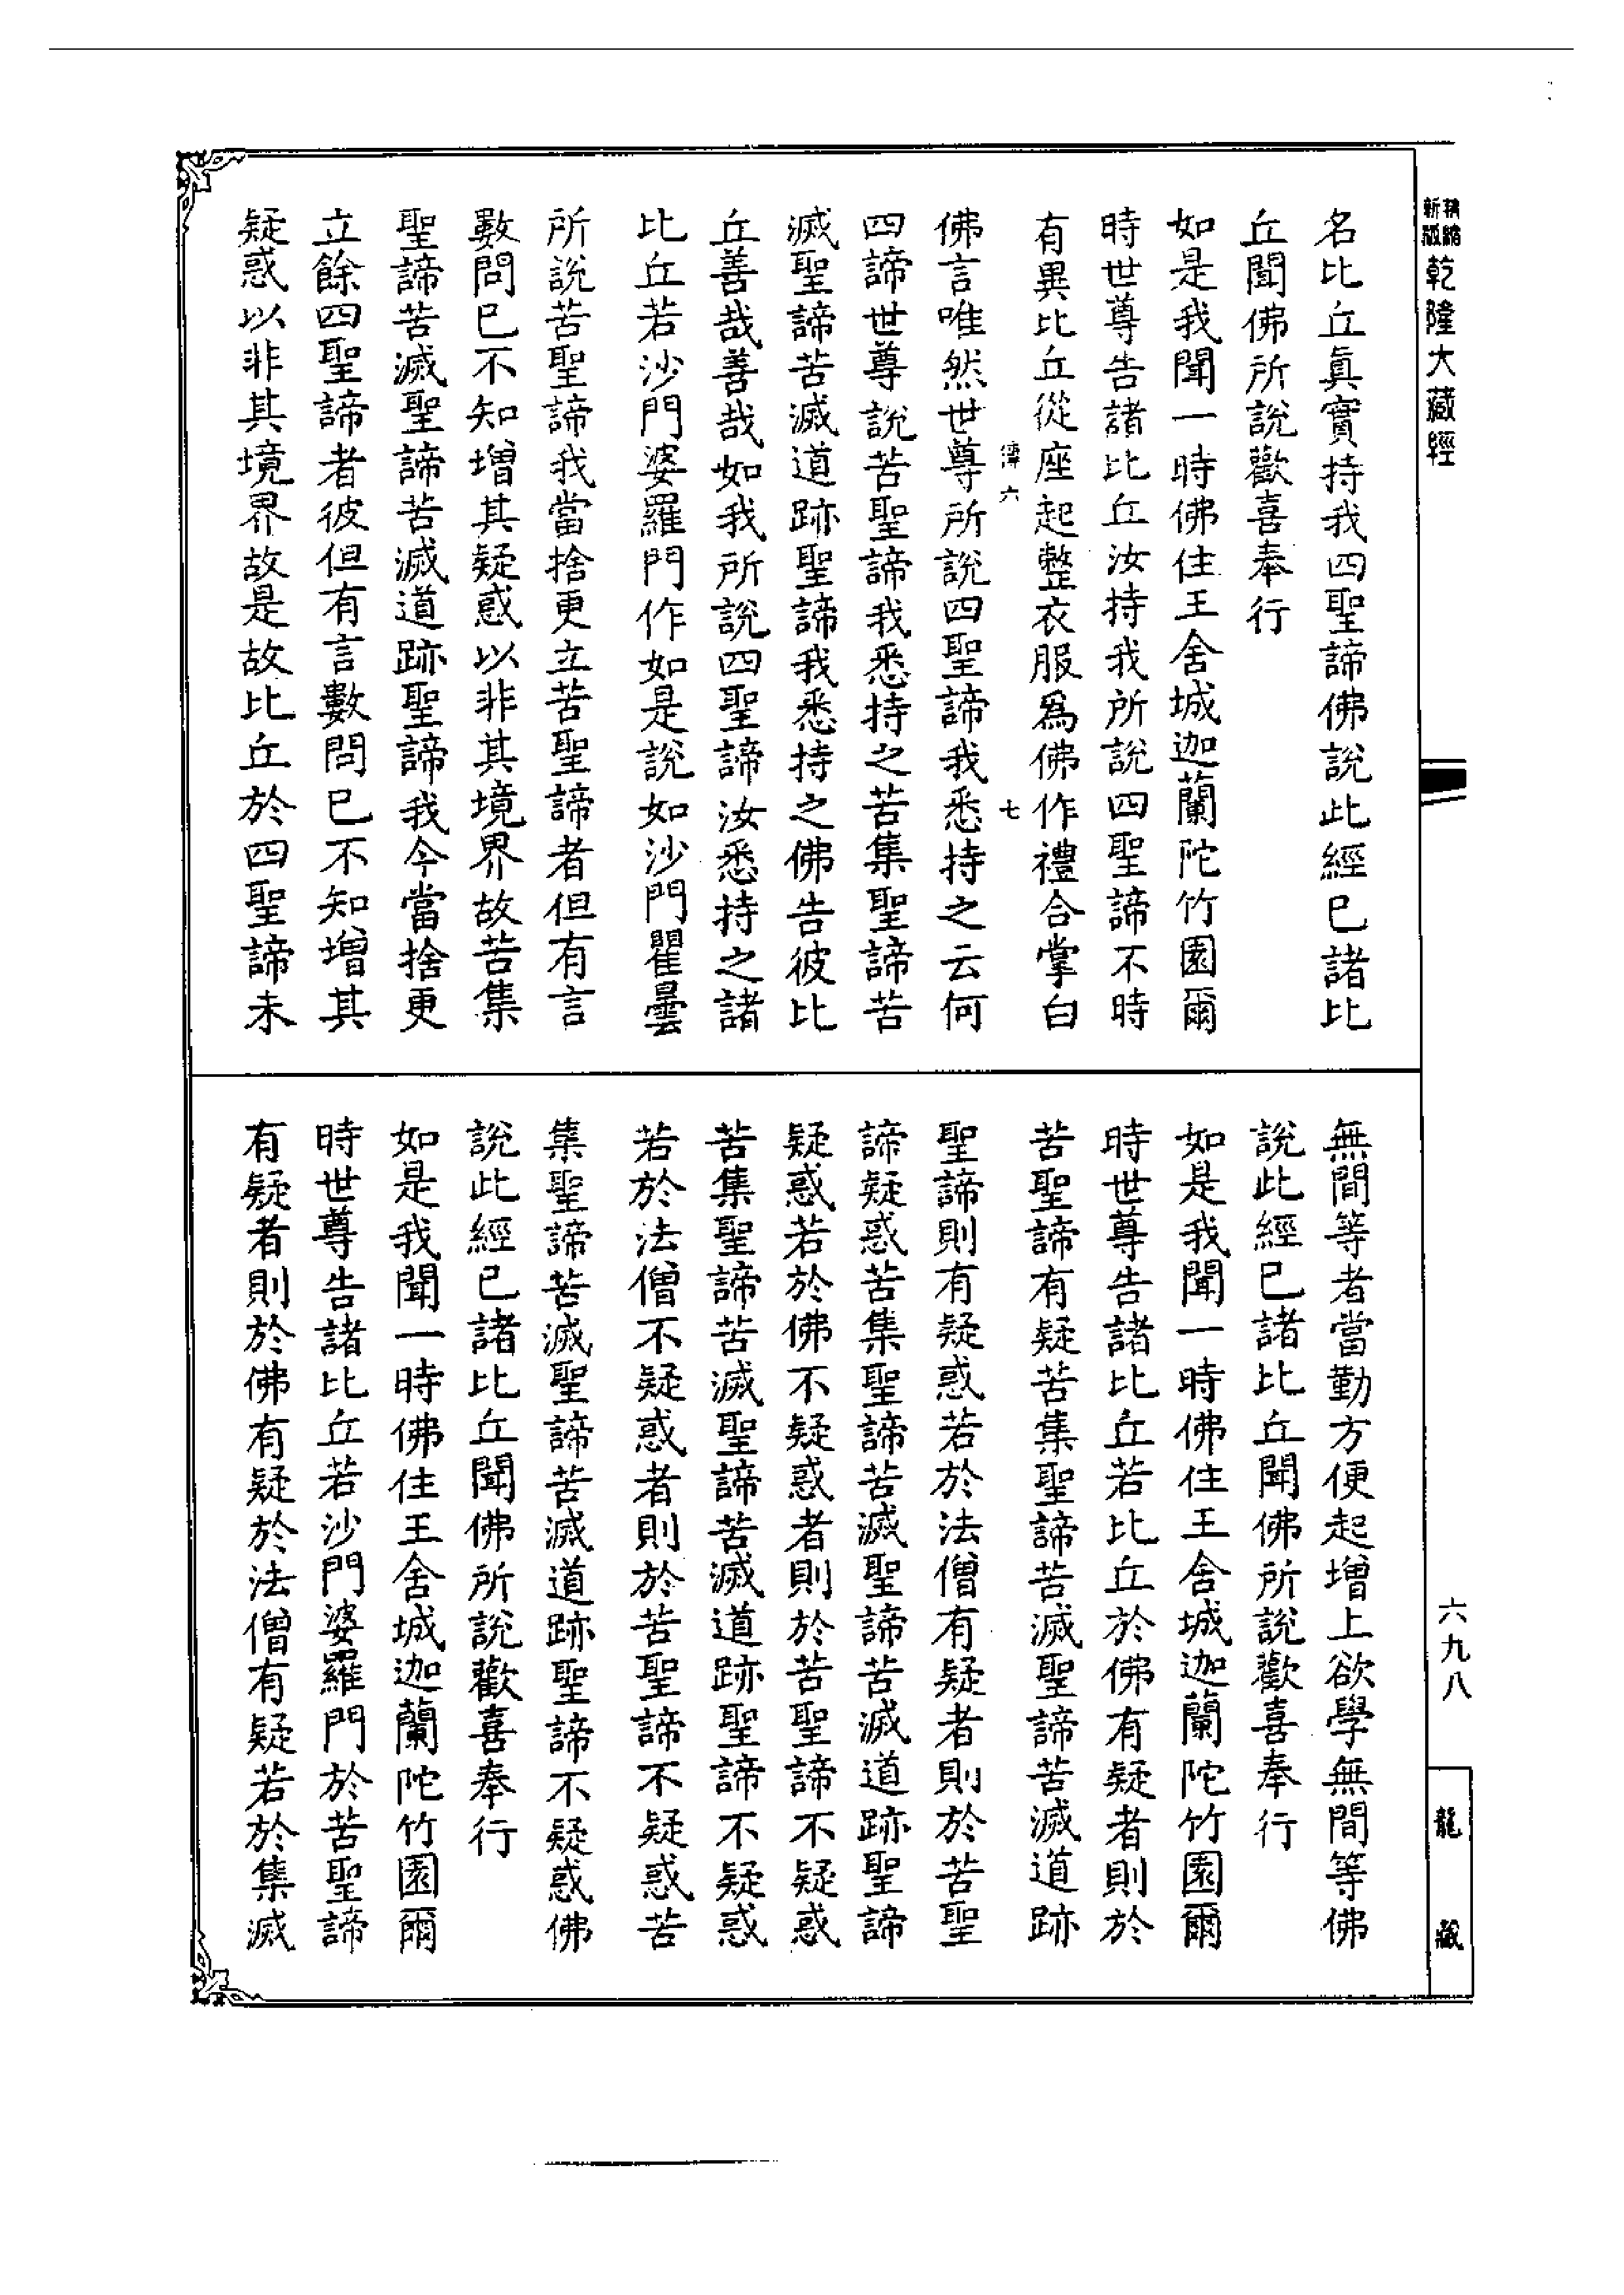 精縮
新版
乾隆大藏經
名比丘真實持我四聖諦佛說此經已諸比
丘聞佛所說歡喜奉行
如是我聞一時佛住王舍城迦蘭陀竹園爾
時世尊告諸比丘汝持我所說四聖諦不時
有異比丘從座起整衣服爲佛作禮合掌白
六
七
佛言唯然世尊所說四聖諦我悉持之云何
四諦世尊說苦聖諦我悉持之苦集聖諦苦
滅聖諦苦滅道跡聖諦我悉持之佛告彼比
丘善哉善哉如我所說四聖諦汝悉持之諸
比丘若沙門婆羅門作如是說如沙門瞿曇
所說苦聖諦我當捨更立苦聖諦者但有言
數問已不知增其疑惑以非其境界故苦集
聖諦苦滅聖諦苦滅道跡聖諦我今當捨更
立餘四聖諦者彼但有言數問已不知增其
疑惑以非其境界故是故比丘於四聖諦未
無間等者當勤方便起增上欲學無間等佛
說此經已諸比丘聞佛所說歡喜奉行
如是我聞一時佛住王舍城迦蘭陀竹園爾
時世尊告諸比丘若比丘於佛有疑者則於
苦聖諦有疑苦集聖諦苦滅聖諦苦滅道跡
聖諦則有疑惑若於法僧有疑者則於苦聖
諦疑惑苦集聖諦苦滅聖諦苦滅道跡聖諦
疑惑若於佛不疑惑者則於苦聖諦不疑惑
苦集聖諦苦滅聖諦苦滅道跡聖諦不疑惑
若於法僧不疑惑者則於苦聖諦不疑惑苦
集聖諦苦滅聖諦苦滅道跡聖諦不疑惑佛
說此經已諸比丘聞佛所說歡喜奉行
如是我聞一時佛住王舍城迦蘭陀竹園爾
時世尊告諸比丘若沙門婆羅門於苦聖諦
有疑者則於佛有疑於法僧有疑若於集滅
六九八
龍藏